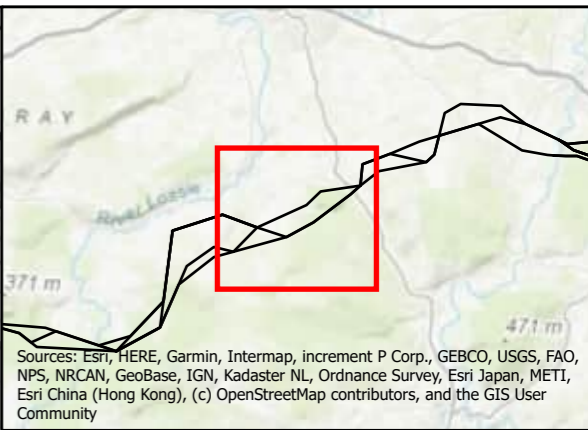 R A Y
River Lossie
371 m
471 m
Sources: Esri, HERE, Garmin, Intermap, increment P Corp., GEBCO, USGS, FAO,
NPS, NRCAN, GeoBase, IGN, Kadaster NL, Ordnance Survey, Esri Japan, METI,
Esri China (Hong Kong), (c) OpenStreetMap contributors, and the GIS User
Community